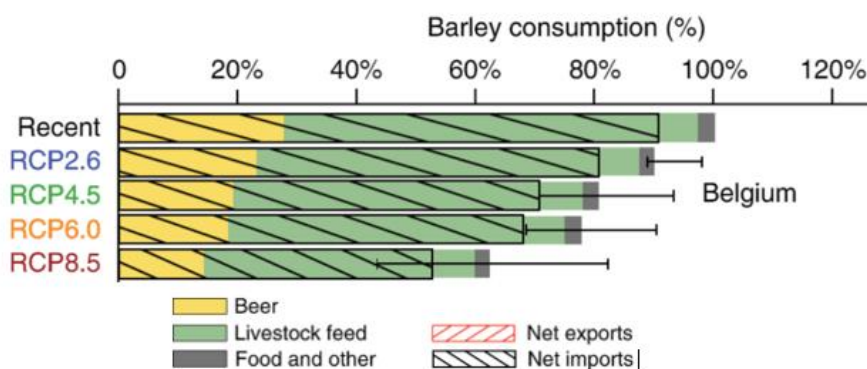 Barley consumption (%)
0 20% 40% 60% 80% 100% 120%
Recent
RCP2.6
RCP4.5 Belgium
RCP6.0
RCP8.5
Beer
Livestock feed Net exports
Food and other Net imports